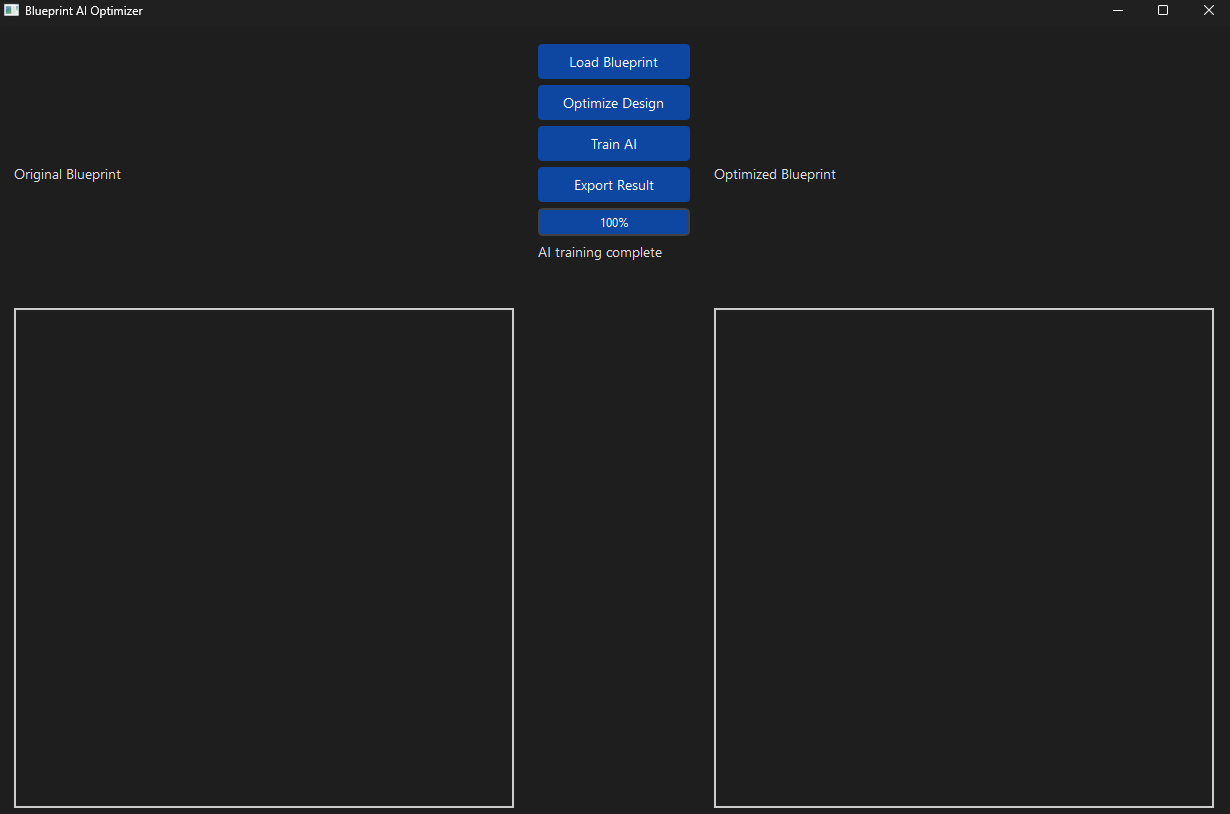 Blueprint AI Optimizer
Load Blueprint
Optimize Design
Train AI
Original Blueprint
Optimized Blueprint
Export Result
100%
AI training complete